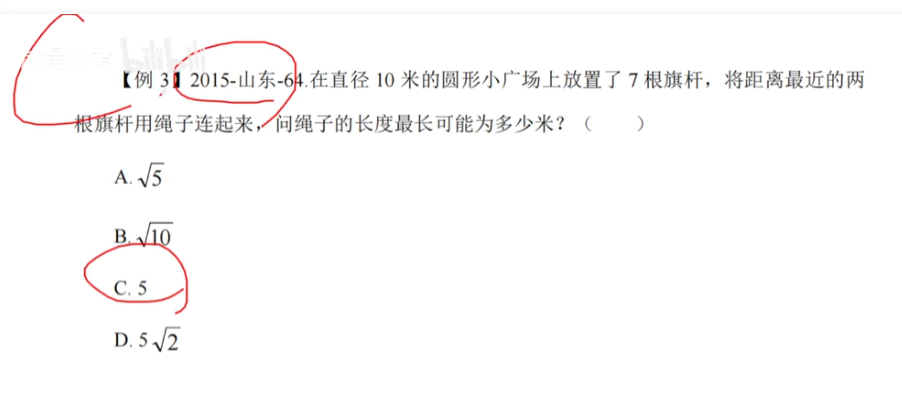 bilibili
【例 3】2015-山东-64.在直径 10 米的圆形小广场上放置了 7 根旗杆，将距离最近的两
根旗杆用绳子连起来，问绳子的长度最长可能为多少米？（　　）
A. √5
B. √10
C. 5
D. 5√2